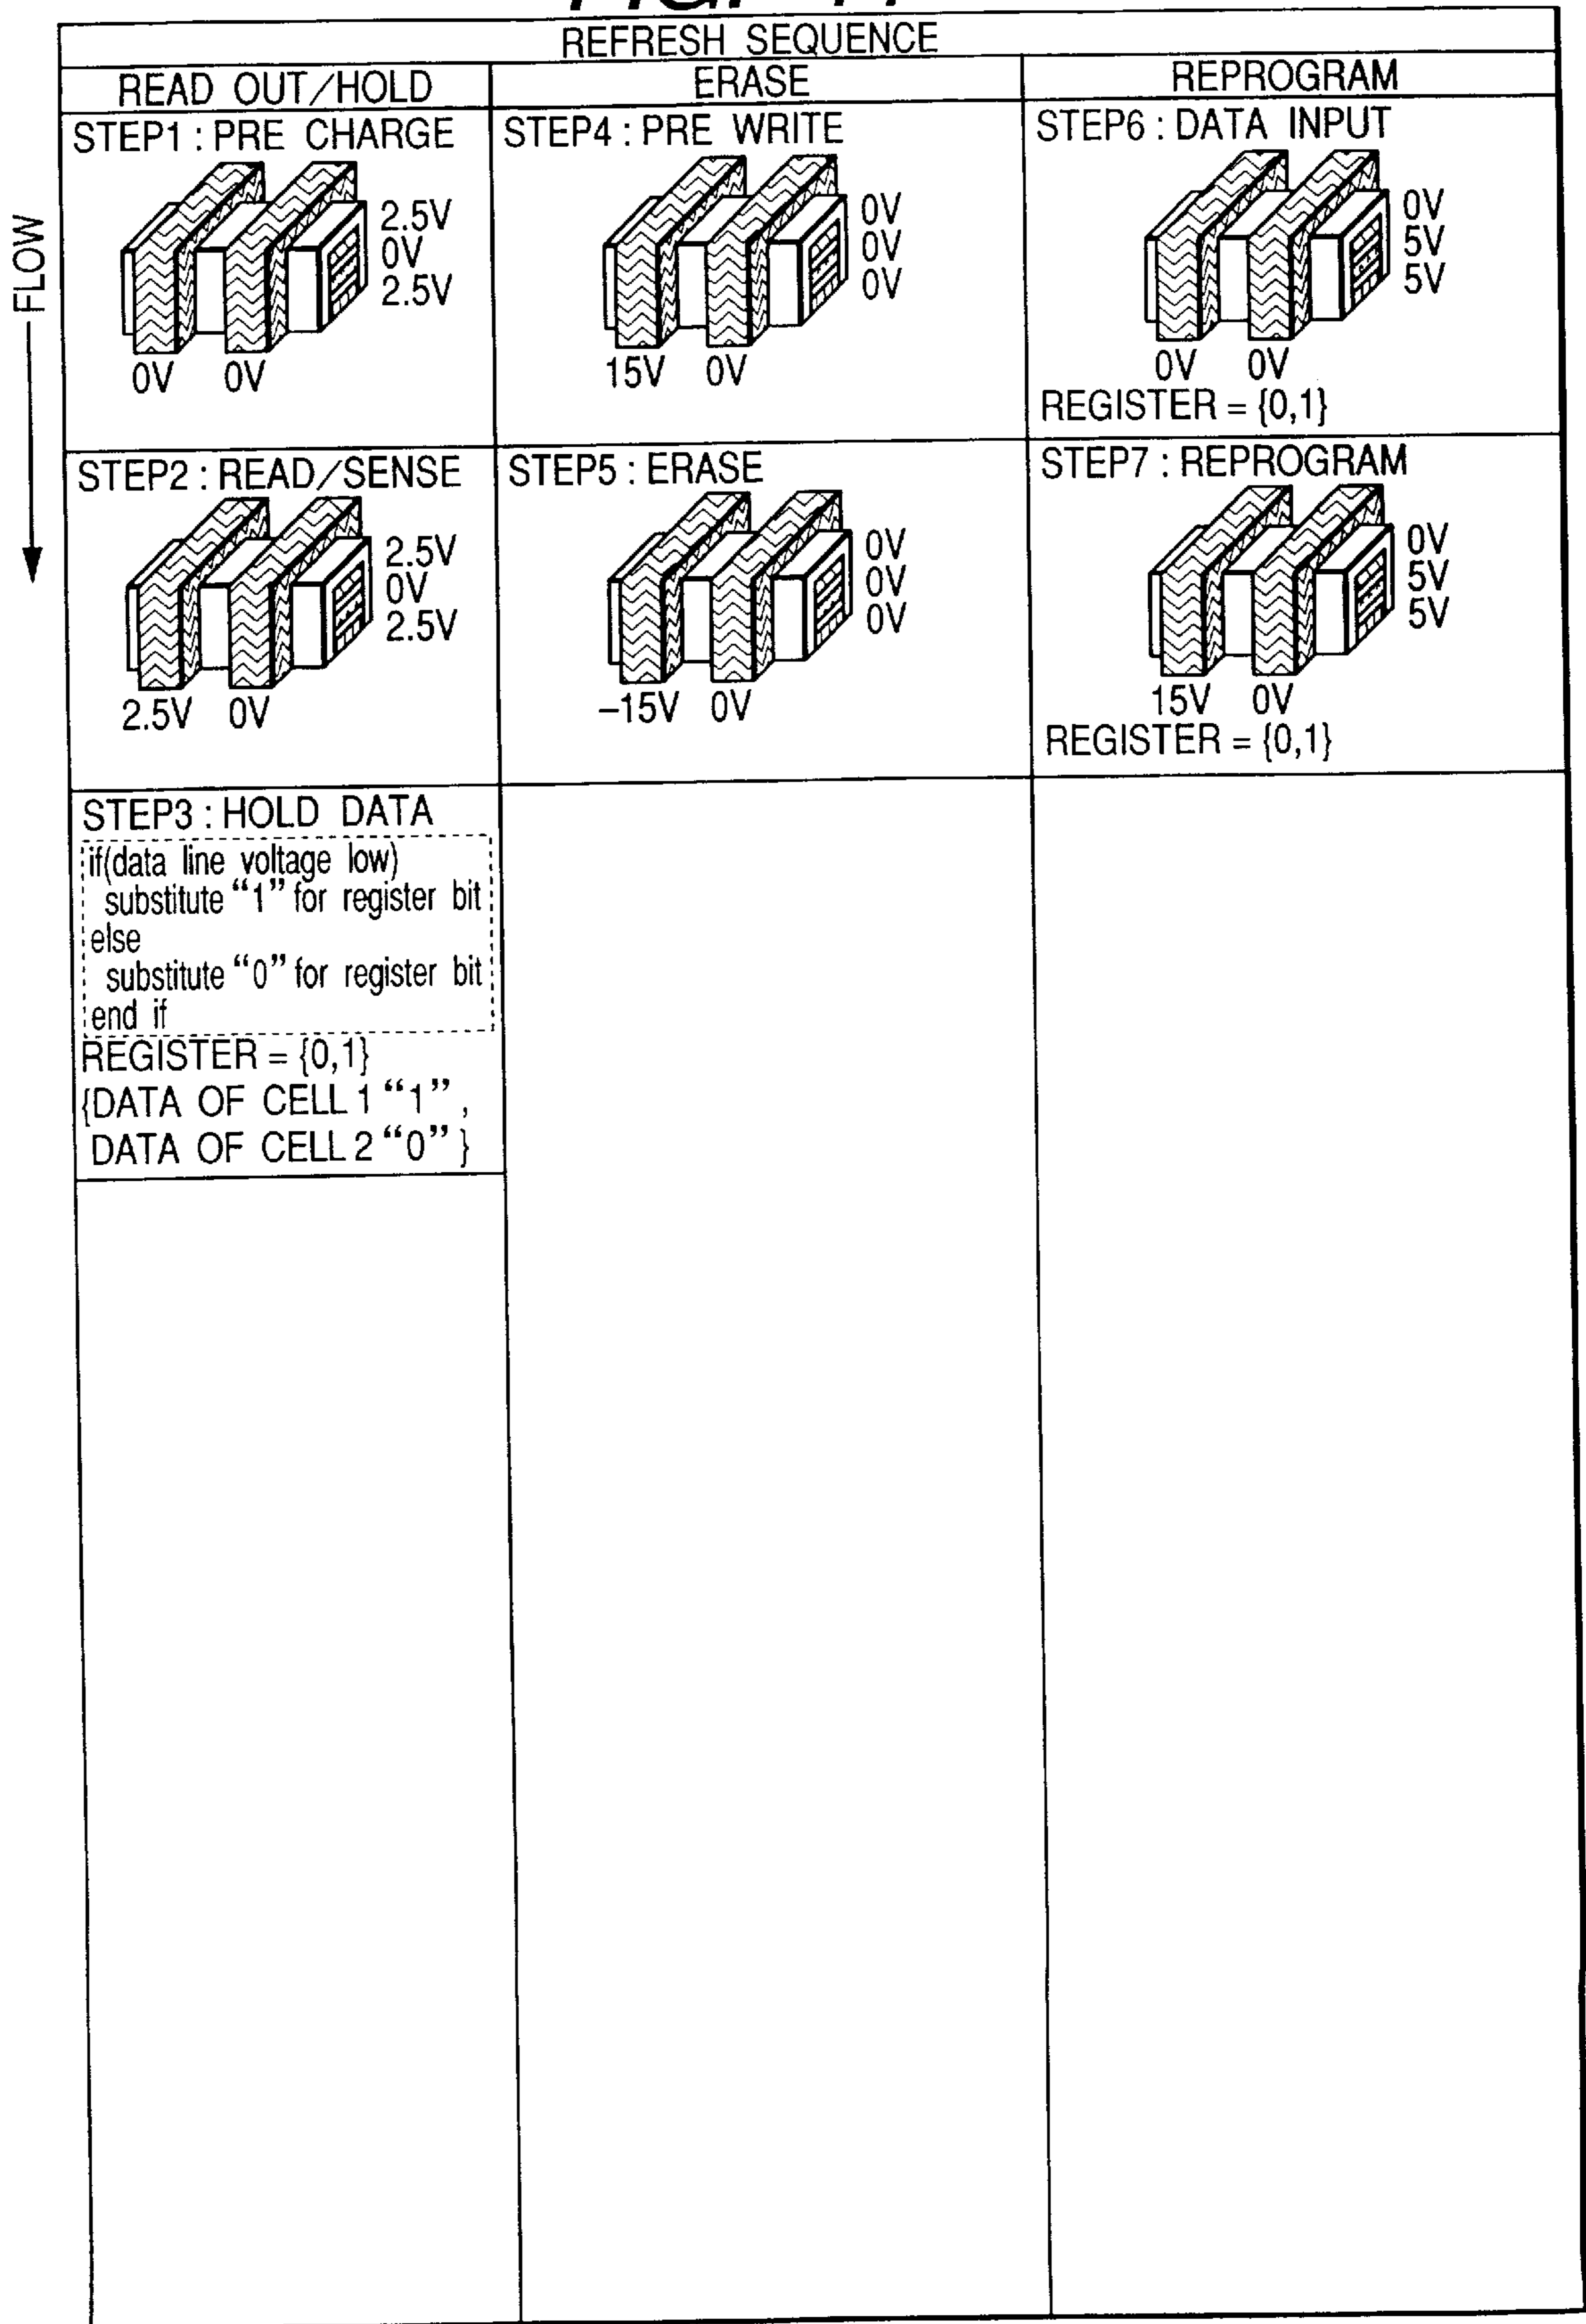 REFRESH SEQUENCE
READ OUT/HOLD
ERASE
REPROGRAM
FLOW
STEP1 : PRE CHARGE
2.5V
0V
2.5V
0V 0V
STEP4 : PRE WRITE
0V
0V
0V
15V 0V
STEP6 : DATA INPUT
0V
5V
5V
0V 0V
REGISTER = {0,1}
STEP2 : READ/SENSE
2.5V
0V
2.5V
2.5V 0V
STEP5 : ERASE
0V
0V
0V
–15V 0V
STEP7 : REPROGRAM
0V
5V
5V
15V 0V
REGISTER = {0,1}
STEP3 : HOLD DATA
if(data line voltage low)
substitute “1” for register bit
else
substitute “0” for register bit
end if
REGISTER = {0,1}
{DATA OF CELL 1 “1” ,
DATA OF CELL 2 “0” }